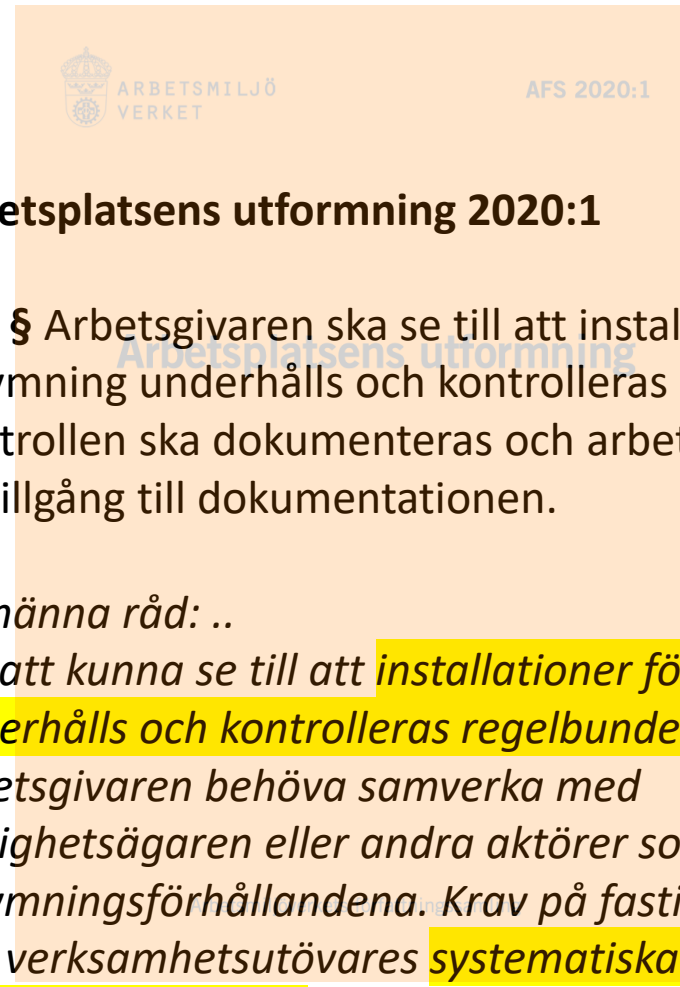 ARBETSMILJÖ
VERKET
AFS 2020:1
etsplatsens utformning 2020:1
§ Arbetsgivaren ska se till att instal
Arbetsplatsens utformning
ymning underhålls och kontrolleras
trollen ska dokumenteras och arbet
illgång till dokumentationen.
männa råd: ..
att kunna se till att installationer fö
erhålls och kontrolleras regelbunde
etsgivaren behöva samverka med
ighetsägaren eller andra aktörer so
ymningsförhållandena. Krav på fasti
verksamhetsutövares systematiska